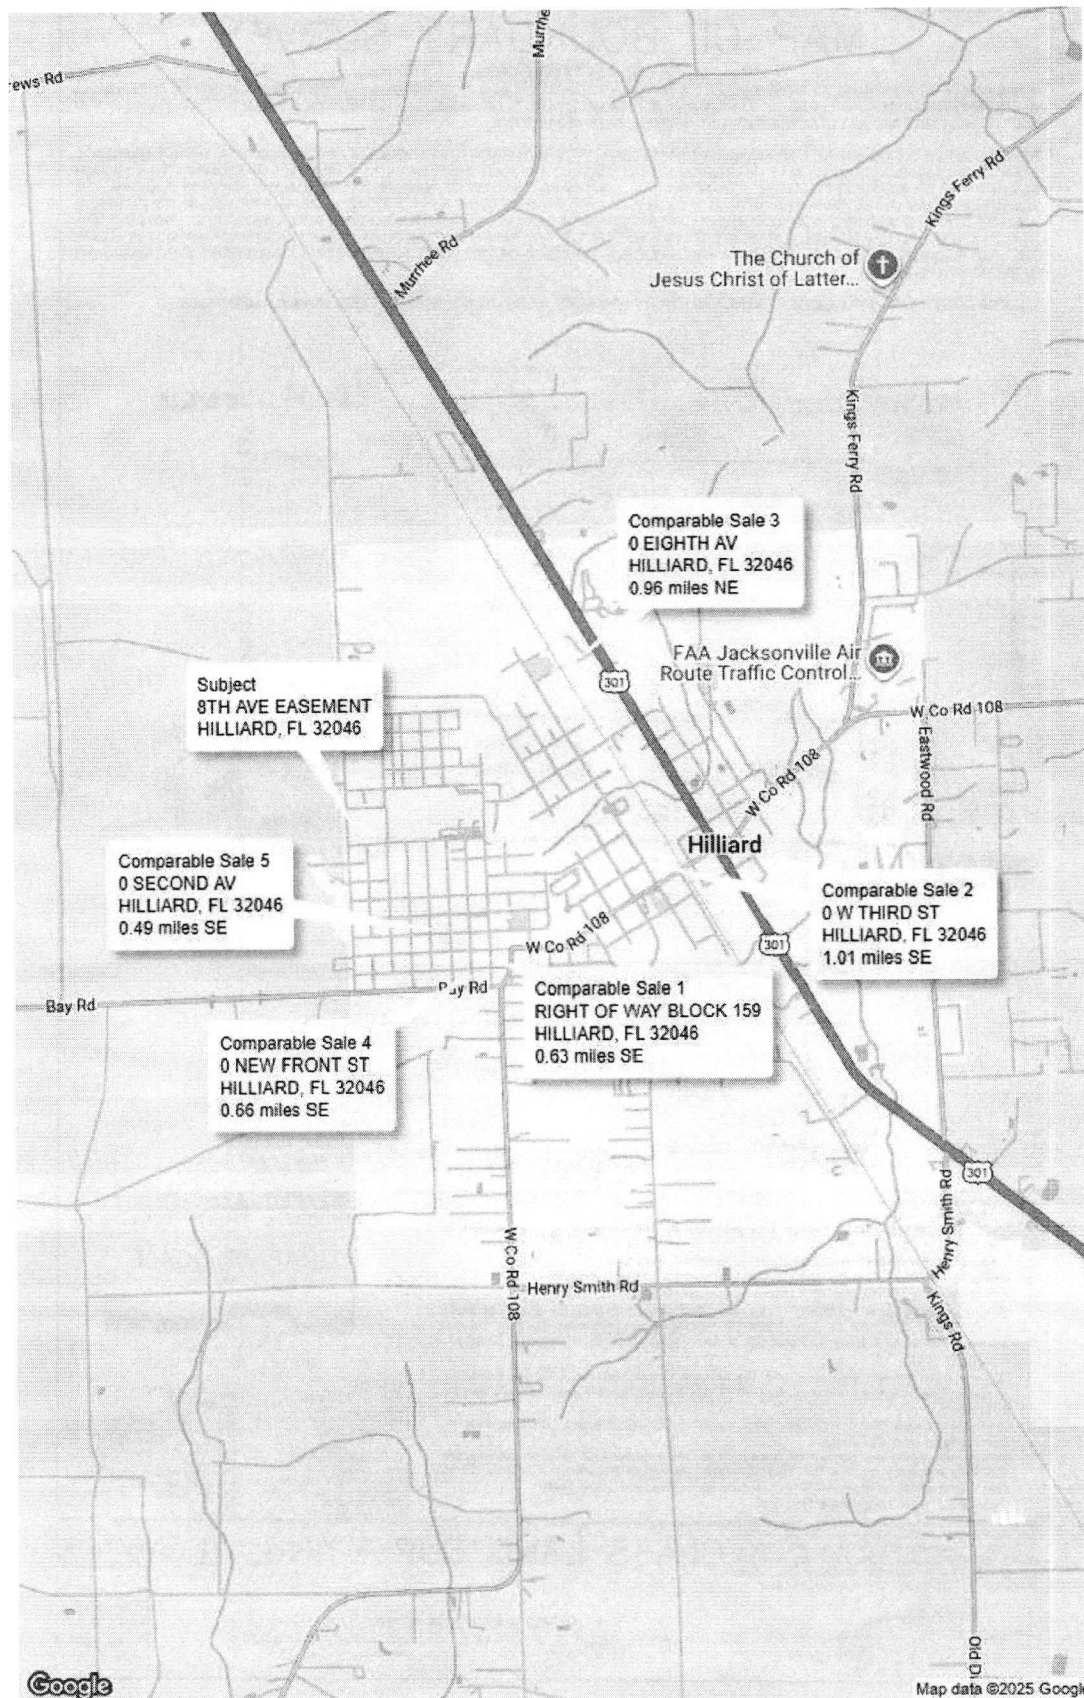 Murrhe
rews Rd
Kings Ferry Rd
Murrhee Rd
The Church of
Jesus Christ of Latter...
Kings Ferry Rd
Comparable Sale 3
0 EIGHTH AV
HILLIARD, FL 32046
0.96 miles NE
FAA Jacksonville Air
Route Traffic Control...
301
Subject
8TH AVE EASEMENT
HILLIARD, FL 32046
W Co Rd 108
Eastwood Rd
W Co Rd 108
Hilliard
Comparable Sale 5
0 SECOND AV
HILLIARD, FL 32046
0.49 miles SE
Comparable Sale 2
0 W THIRD ST
HILLIARD, FL 32046
1.01 miles SE
W Co Rd 108
301
Bay Rd
Bay Rd
Comparable Sale 1
RIGHT OF WAY BLOCK 159
HILLIARD, FL 32046
0.63 miles SE
Comparable Sale 4
0 NEW FRONT ST
HILLIARD, FL 32046
0.66 miles SE
301
Henry Smith Rd
W Co Rd 108
Henry Smith Rd
Kings Rd
Old D
Google
Map data ©2025 Google